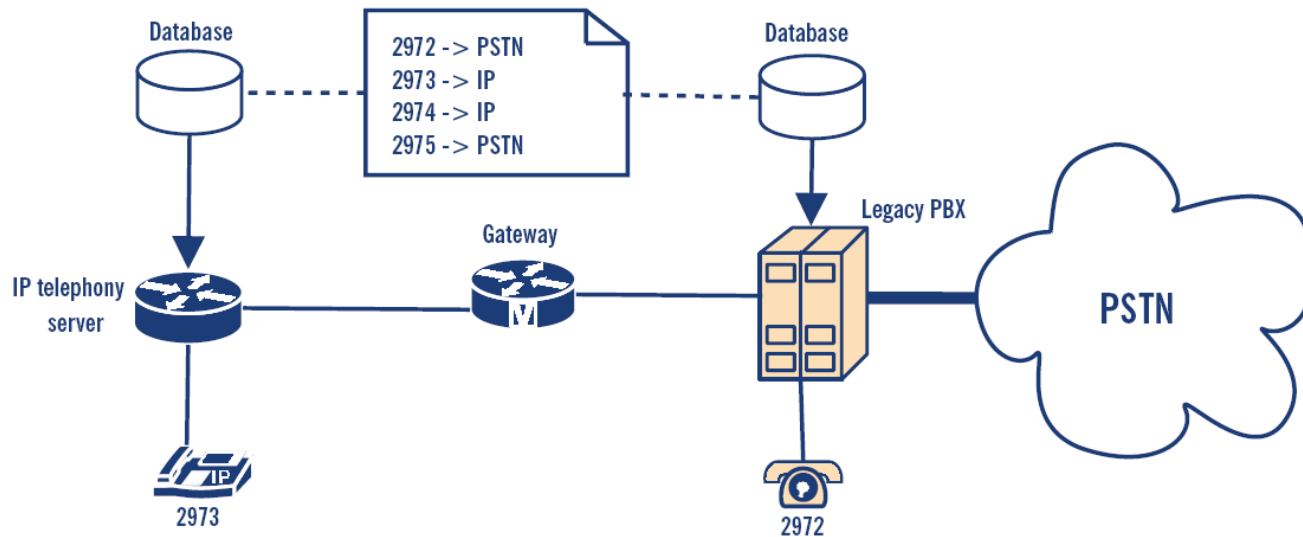 Database
2972 -> PSTN
2973 -> IP
2974 -> IP
2975 -> PSTN
Database
Legacy PBX
Gateway
IP telephony
server
M
PSTN
IP
2973
2972